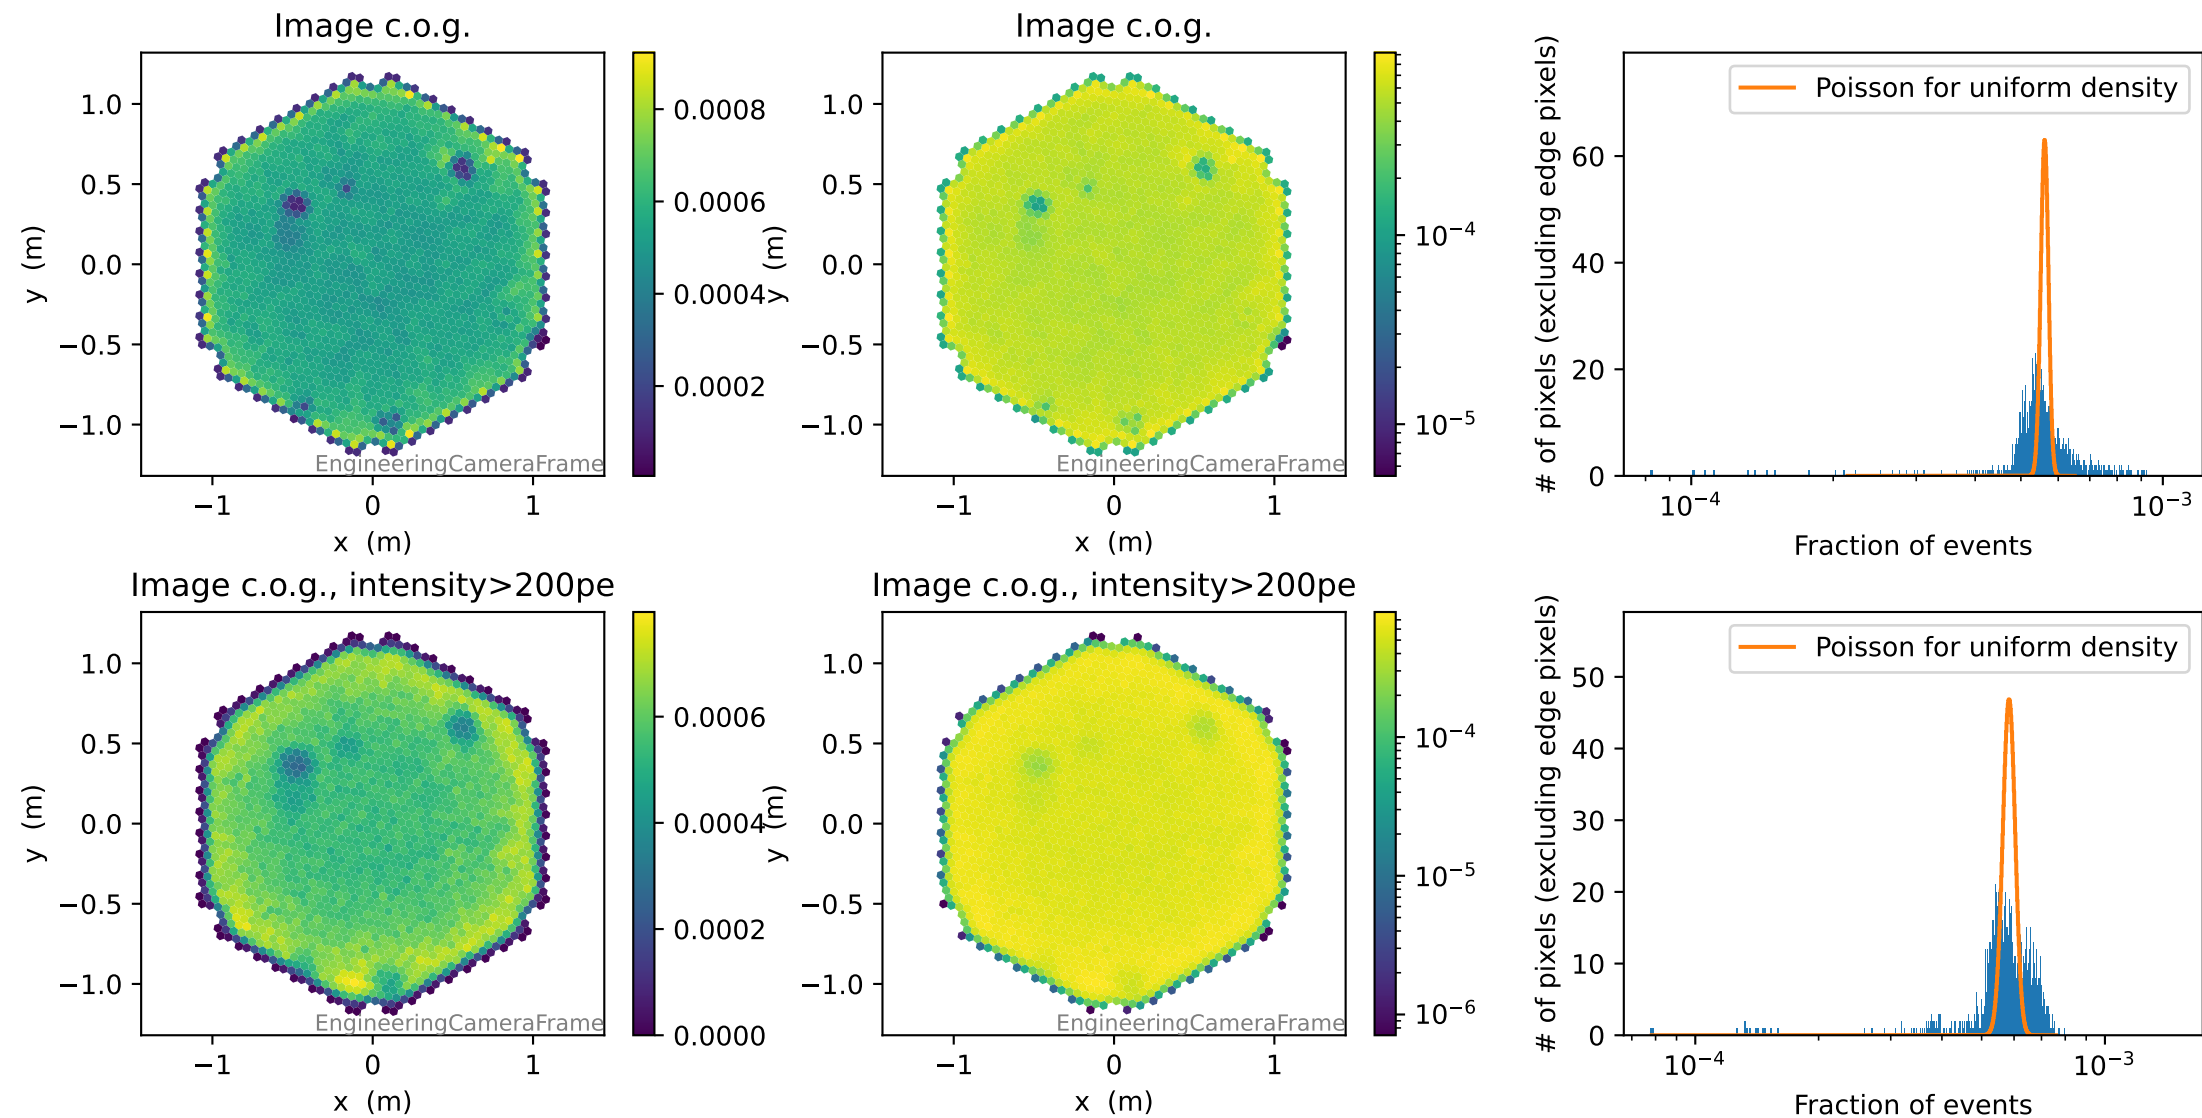 Image c.o.g.
1.0
0.5
0.0
−0.5
−1.0
y (m)
−1
0
1
x (m)
EngineeringCameraFrame
0.0008
0.0006
0.0004
0.0002
Image c.o.g.
1.0
0.5
0.0
−0.5
−1.0
y (m)
−1
0
1
x (m)
EngineeringCameraFrame
10⁻⁴
10⁻⁵
# of pixels (excluding edge pixels)
60
40
20
0
Poisson for uniform density
10⁻⁴
10⁻³
Fraction of events
Image c.o.g., intensity>200pe
1.0
0.5
0.0
−0.5
−1.0
y (m)
−1
0
1
x (m)
EngineeringCameraFrame
0.0006
0.0004
0.0002
0.0000
Image c.o.g., intensity>200pe
1.0
0.5
0.0
−0.5
−1.0
y (m)
−1
0
1
x (m)
EngineeringCameraFrame
10⁻⁴
10⁻⁵
10⁻⁶
# of pixels (excluding edge pixels)
50
40
30
20
10
0
Poisson for uniform density
10⁻⁴
10⁻³
Fraction of events